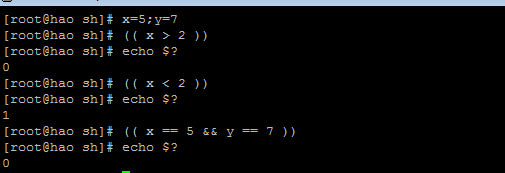 [root@hao sh]# x=5;y=7
[root@hao sh]# (( x > 2 ))
[root@hao sh]# echo $?
0
[root@hao sh]# (( x < 2 ))
[root@hao sh]# echo $?
1
[root@hao sh]# (( x == 5 && y == 7 ))
[root@hao sh]# echo $?
0